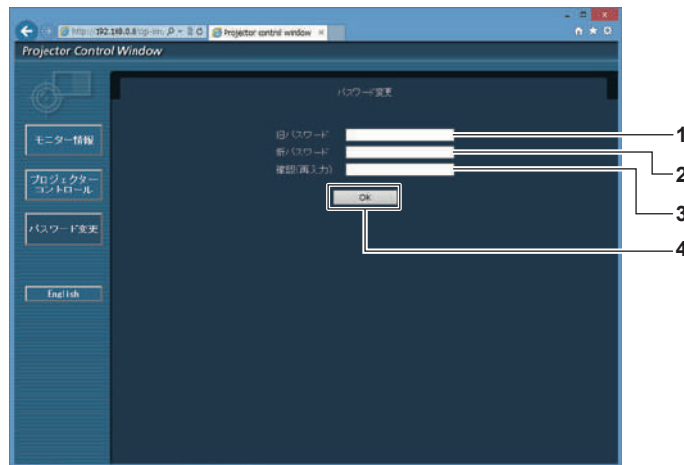 Projector control window
Projector Control Window
パスワード変更
旧パスワード
1
新パスワード
2
確認(再入力)
3
OK
4
モニター情報
プロジェクター
コントロール
パスワード変更
English